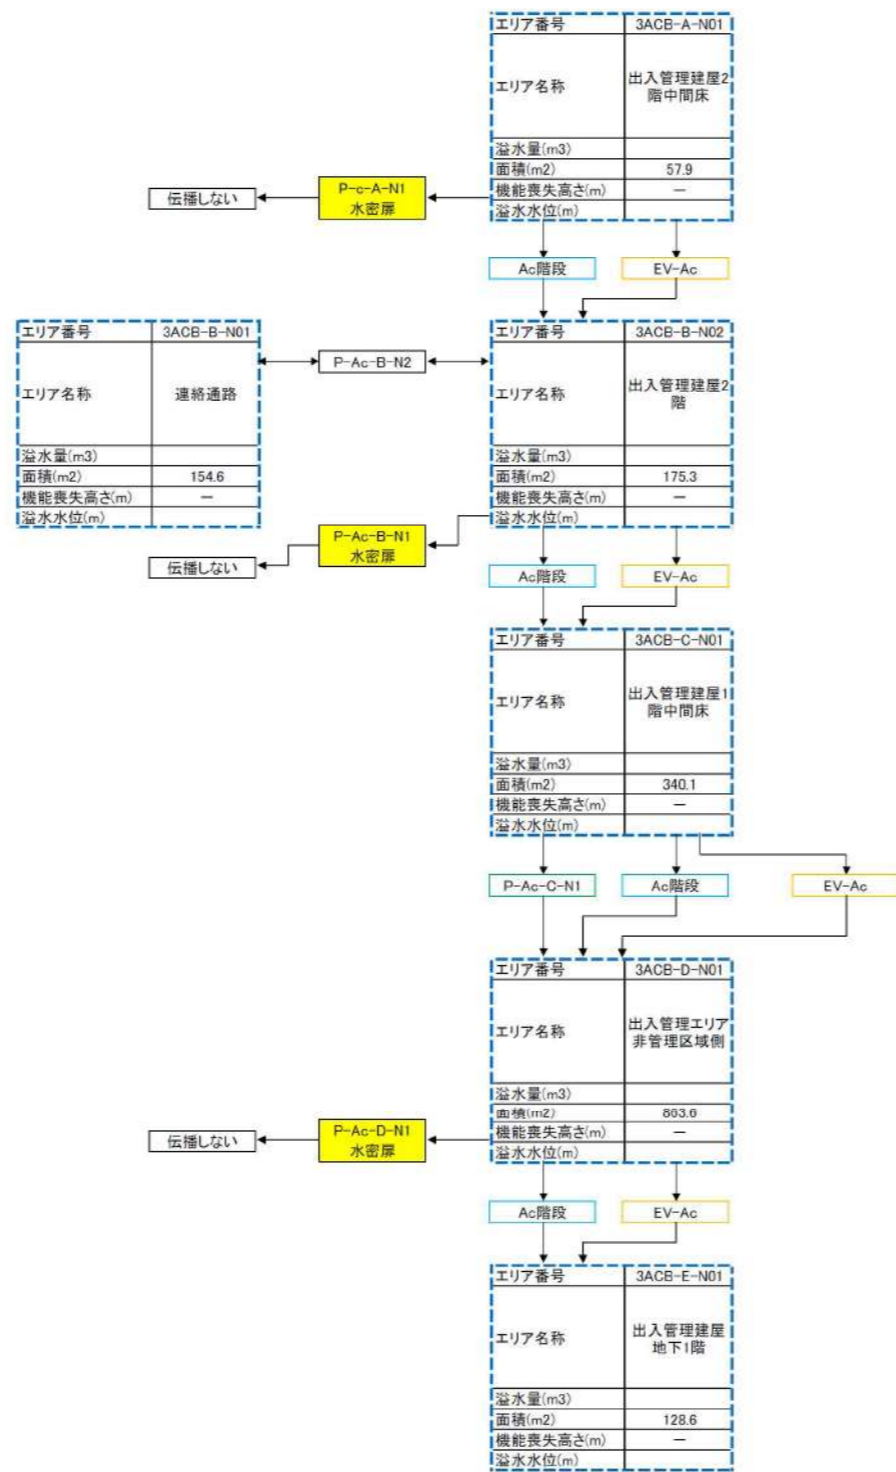 エリア番号 3ACB-A-N01
エリア名称 出入管理建屋2
階中間床
溢水量(m3)
面積(m2) 57.9
機能喪失高さ(m) －
溢水水位(m)
P-c-A-N1
水密扉
伝播しない
Ac階段 EV-Ac
エリア番号 3ACB-B-N01
エリア名称 連絡通路
溢水量(m3)
面積(m2) 154.6
機能喪失高さ(m) －
溢水水位(m)
P-Ac-B-N2
エリア番号 3ACB-B-N02
エリア名称 出入管理建屋2
階
溢水量(m3)
面積(m2) 175.3
機能喪失高さ(m) －
溢水水位(m)
P-Ac-B-N1
水密扉
伝播しない
Ac階段 EV-Ac
エリア番号 3ACB-C-N01
エリア名称 出入管理建屋1
階中間床
溢水量(m3)
面積(m2) 340.1
機能喪失高さ(m) －
溢水水位(m)
P-Ac-C-N1 Ac階段 EV-Ac
エリア番号 3ACB-D-N01
エリア名称 出入管理エリア
非管理区域側
溢水量(m3)
面積(m2) 863.6
機能喪失高さ(m) －
溢水水位(m)
P-Ac-D-N1
水密扉
伝播しない
Ac階段 EV-Ac
エリア番号 3ACB-E-N01
エリア名称 出入管理建屋
地下1階
溢水量(m3)
面積(m2) 128.6
機能喪失高さ(m) －
溢水水位(m)